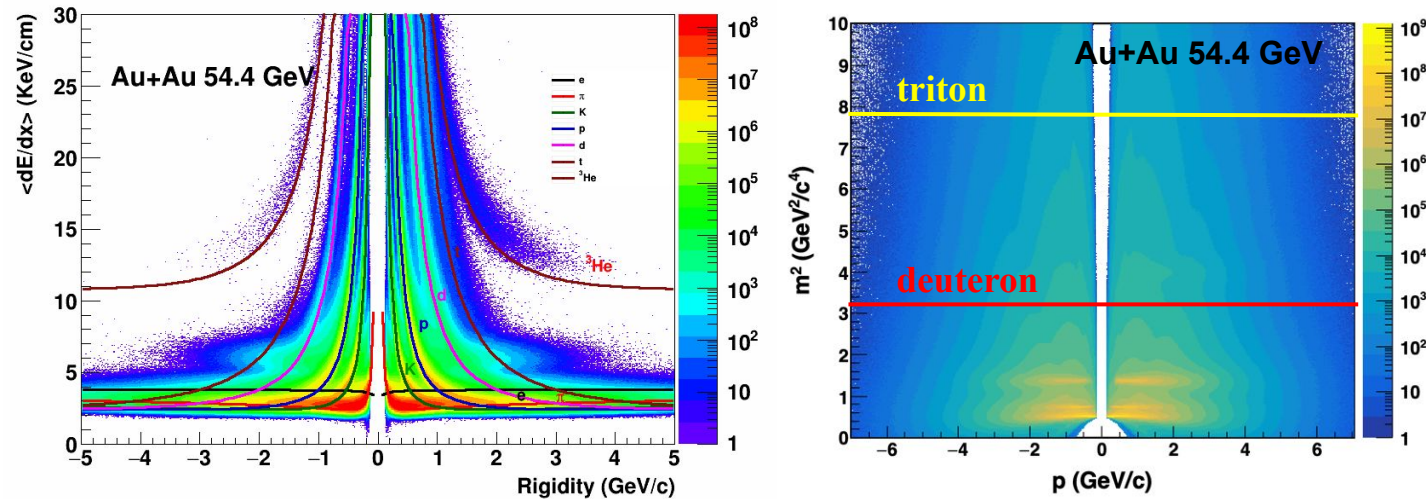 <dE/dx> (KeV/cm)
30
25
20
15
10
5
0
Au+Au 54.4 GeV
e
π
K
p
d
t
³He
³He
t
d
p
K
e
π
−5 −4 −3 −2 −1 0 1 2 3 4 5
Rigidity (GeV/c)
10⁸
10⁷
10⁶
10⁵
10⁴
10³
10²
10
1
m² (GeV²/c⁴)
10
9
8
7
6
5
4
3
2
1
0
Au+Au 54.4 GeV
triton
deuteron
−6 −4 −2 0 2 4 6
p (GeV/c)
10⁹
10⁸
10⁷
10⁶
10⁵
10⁴
10³
10²
10
1